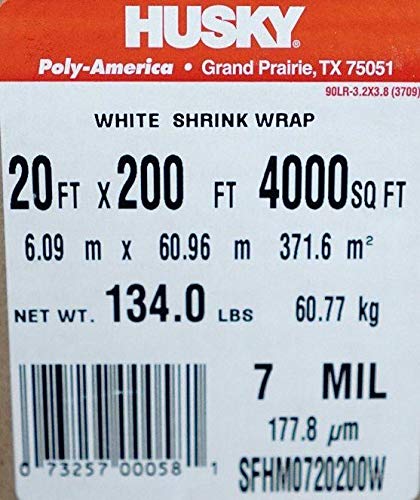 HUSKY®
Poly-America • Grand Prairie, TX 75051
90LR-3.2X3.8 (3709)
WHITE SHRINK WRAP
20 FT X 200 FT 4000 SQ FT
6.09 m x 60.96 m 371.6 m²
NET WT. 134.0 LBS 60.77 kg
7 MIL
177.8 µm
0 73257 00058 1
SFHM0720200W